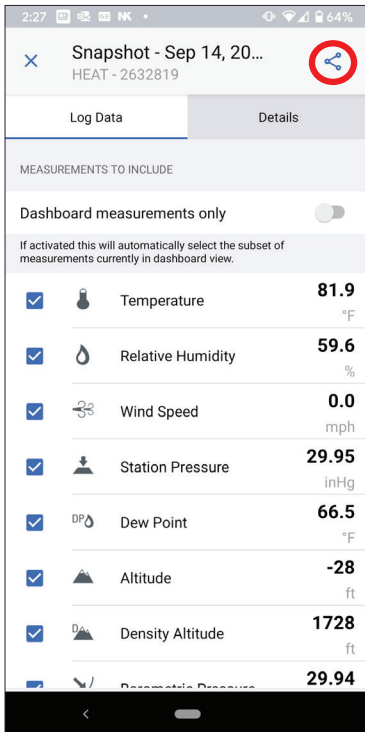 2:27 NK • 64%
Snapshot - Sep 14, 20...
HEAT - 2632819
Log Data Details
MEASUREMENTS TO INCLUDE
Dashboard measurements only
If activated this will automatically select the subset of
measurements currently in dashboard view.
Temperature 81.9
°F
Relative Humidity 59.6
%
Wind Speed 0.0
mph
Station Pressure 29.95
inHg
DP Dew Point 66.5
°F
Altitude -28
ft
D Density Altitude 1728
ft
Barometric Pressure 29.94